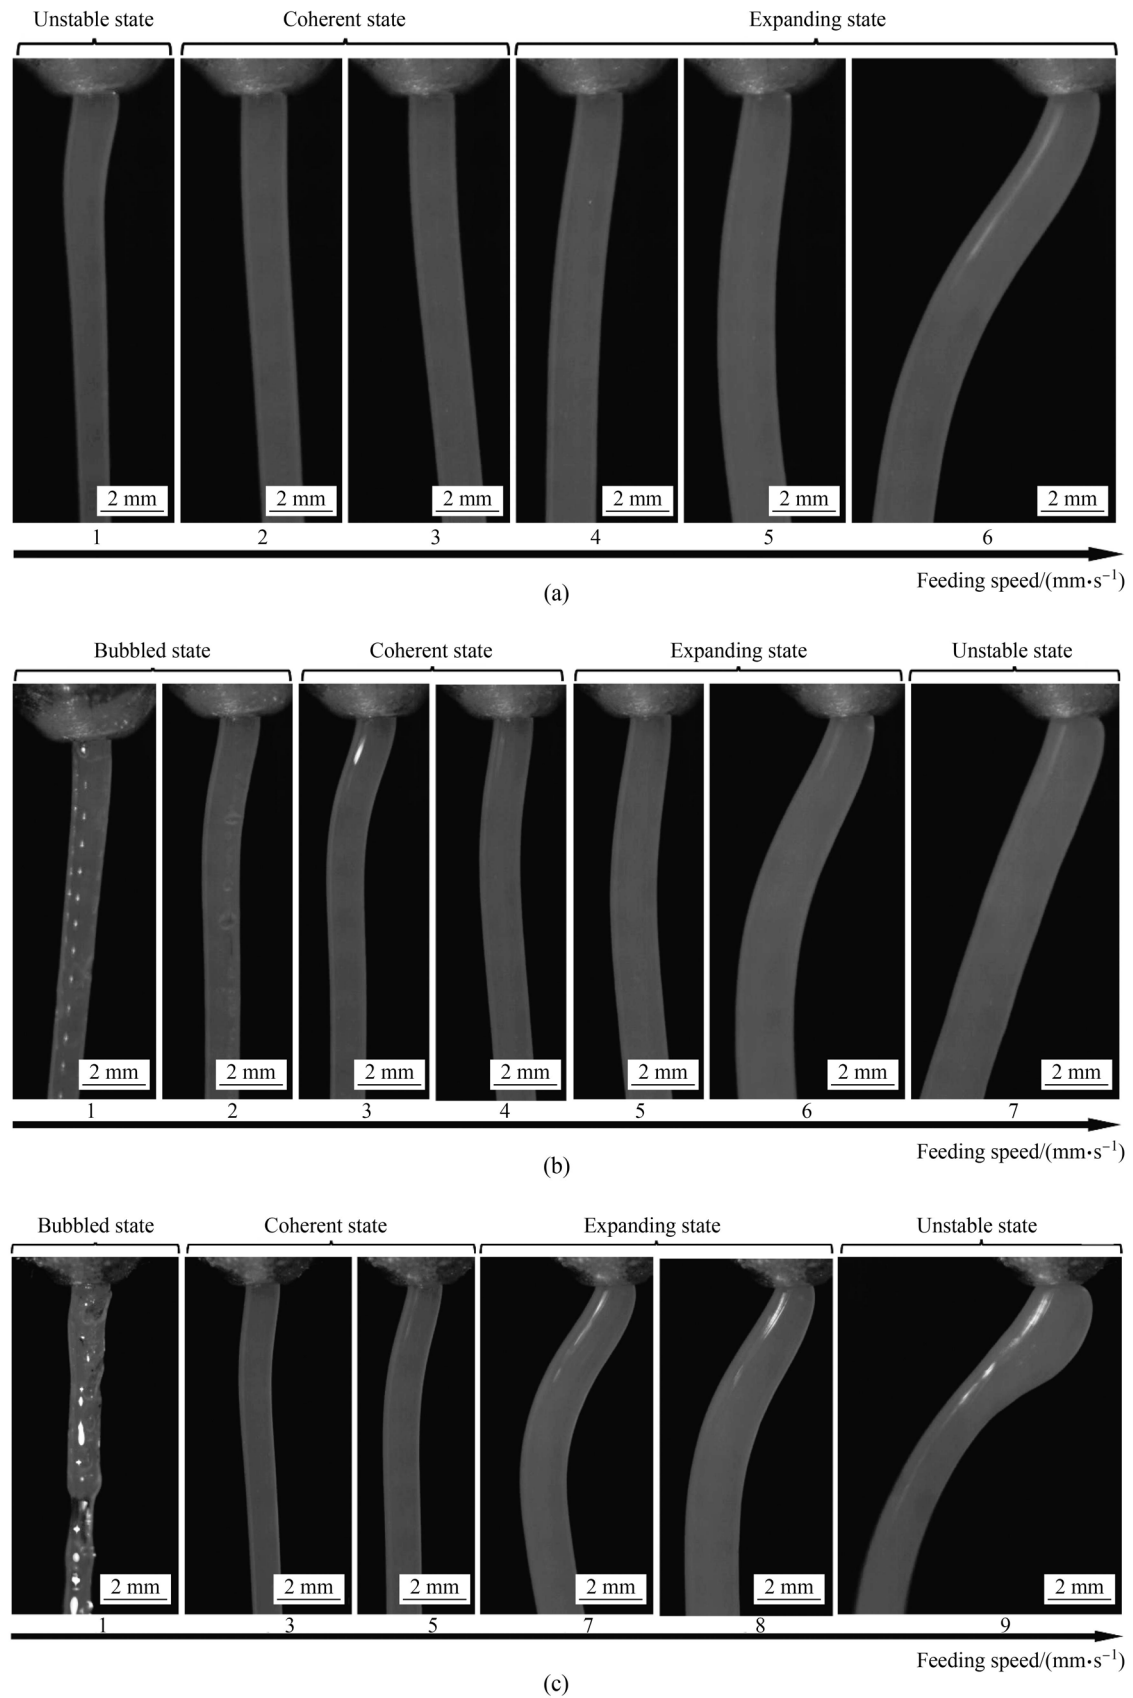 Unstable state Coherent state Expanding state
2 mm 2 mm 2 mm 2 mm 2 mm 2 mm
1 2 3 4 5 6
Feeding speed/(mm•s⁻¹)
(a)
Bubbled state Coherent state Expanding state Unstable state
2 mm 2 mm 2 mm 2 mm 2 mm 2 mm 2 mm
1 2 3 4 5 6 7
Feeding speed/(mm•s⁻¹)
(b)
Bubbled state Coherent state Expanding state Unstable state
2 mm 2 mm 2 mm 2 mm 2 mm 2 mm
1 3 5 7 8 9
Feeding speed/(mm•s⁻¹)
(c)